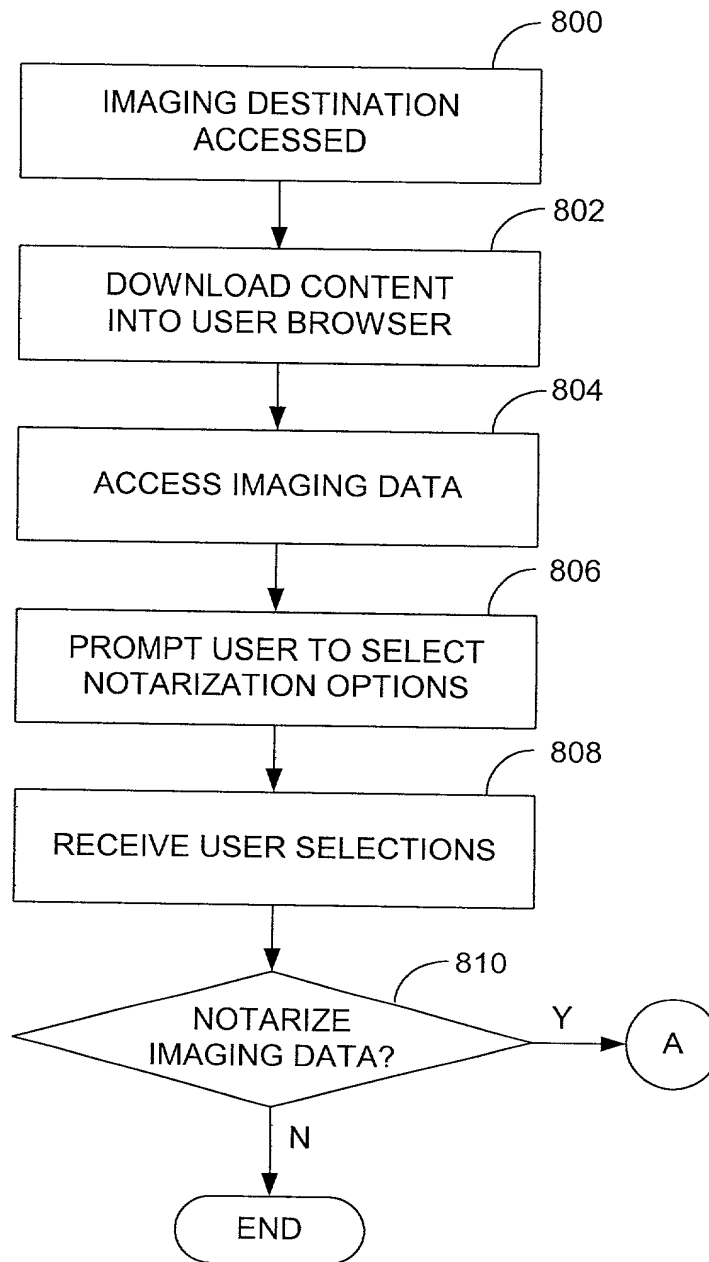 800
IMAGING DESTINATION
ACCESSED
802
DOWNLOAD CONTENT
INTO USER BROWSER
804
ACCESS IMAGING DATA
806
PROMPT USER TO SELECT
NOTARIZATION OPTIONS
808
RECEIVE USER SELECTIONS
810
NOTARIZE
IMAGING DATA?
Y
A
N
END